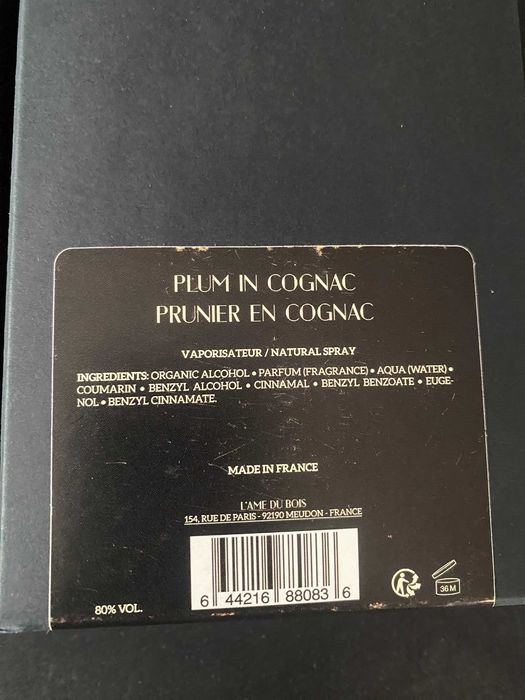 PLUM IN COGNAC
PRUNIER EN COGNAC
VAPORISATEUR / NATURAL SPRAY
INGREDIENTS: ORGANIC ALCOHOL • PARFUM (FRAGRANCE) • AQUA (WATER) •
COUMARIN • BENZYL ALCOHOL • CINNAMAL • BENZYL BENZOATE • EUGE-
NOL • BENZYL CINNAMATE.
MADE IN FRANCE
L'AME DU BOIS
154, RUE DE PARIS - 92190 MEUDON - FRANCE
80% VOL.
6 44216 88083 6
36 M